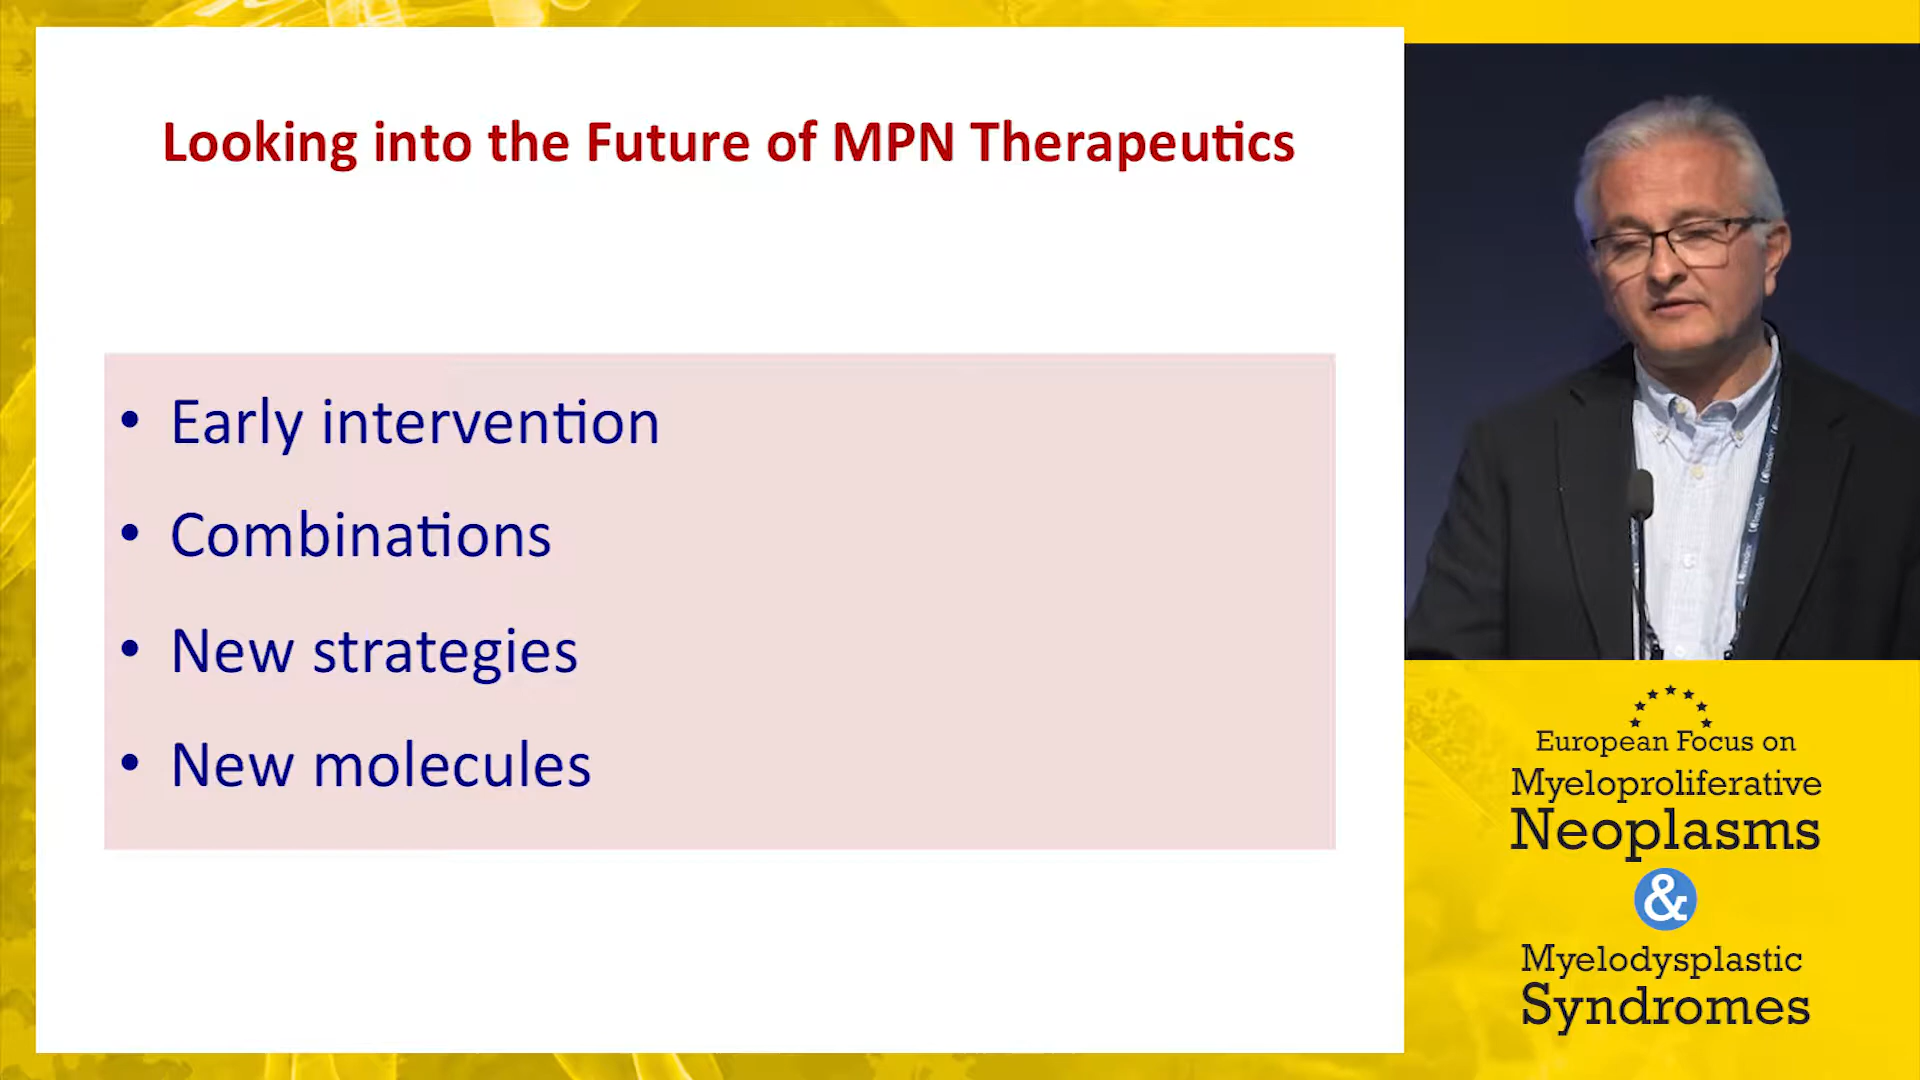 Looking into the Future of MPN Therapeutics
• Early intervention
• Combinations
• New strategies
• New molecules
European Focus on
Myeloproliferative
Neoplasms
&
Myelodysplastic
Syndromes